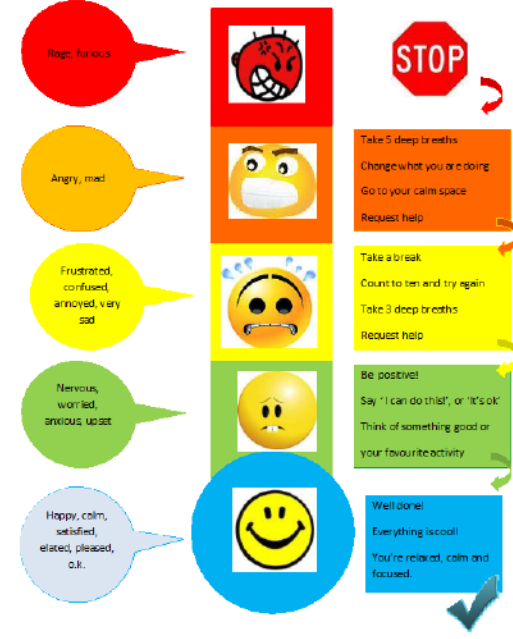 Rage, furious
STOP
Angry, mad
Take 5 deep breaths
Change what you are doing
Go to your calm space
Request help
Frustrated,
confused,
annoyed, very
sad
Take a break
Count to ten and try again
Take 3 deep breaths
Request help
Nervous,
worried,
anxious, upset
Be positive!
Say 'I can do this!', or 'It's ok'
Think of something good or
your favourite activity
Happy, calm,
satisfied,
elated, pleased,
o.k.
Well done!
Everything is cool!
You're relaxed, calm and
focused.